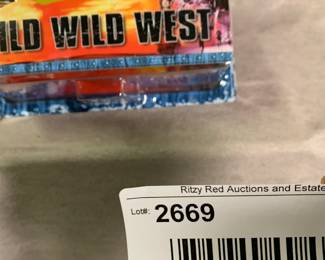 ILD WILD WEST
Ritzy Red Auctions and Estate
Lot#: 2669